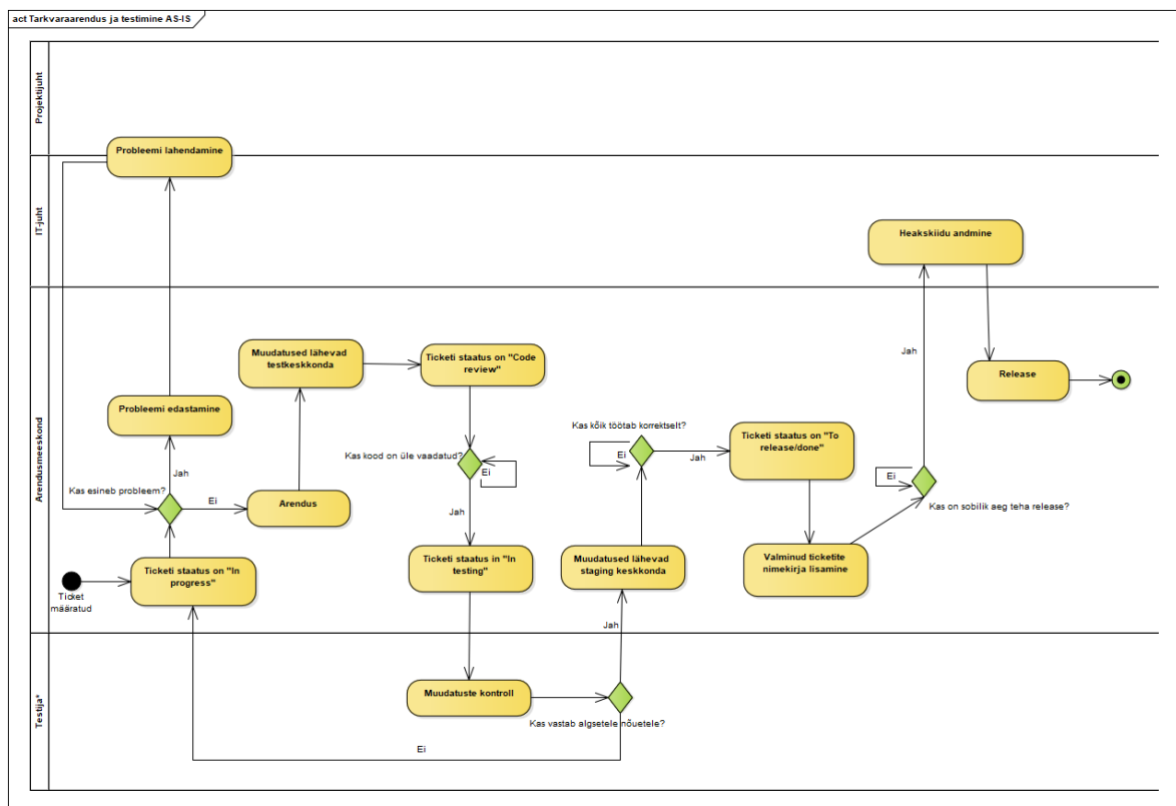 act Tarkvaraarendus ja testimine AS-IS
Projektijuht
Probleemi lahendamine
IT-juht
Heakskiidu andmine
Arendusmeeskond
Muudatused lähevad
testkeskkonda
Ticketi staatus on "Code
review"
Jah
Release
Probleemi edastamine
Kas kõik töötab korrektselt?
Ticketi staatus on "To
release/done"
Kas kood on üle vaadatud?
Ei
Jah
Ei
Jah
Kas esineb probleem?
Ei
Arendus
Ei
Kas on sobilik aeg teha release?
Jah
Ticketi staatus on "In
progress"
Ticketi staatus in "In
testing"
Muudatused lähevad
staging keskkonda
Valminud ticketite
nimekirja lisamine
Ticket
määratud
Jah
Testija*
Muudatuste kontroll
Kas vastab algsetele nõuetele?
Ei